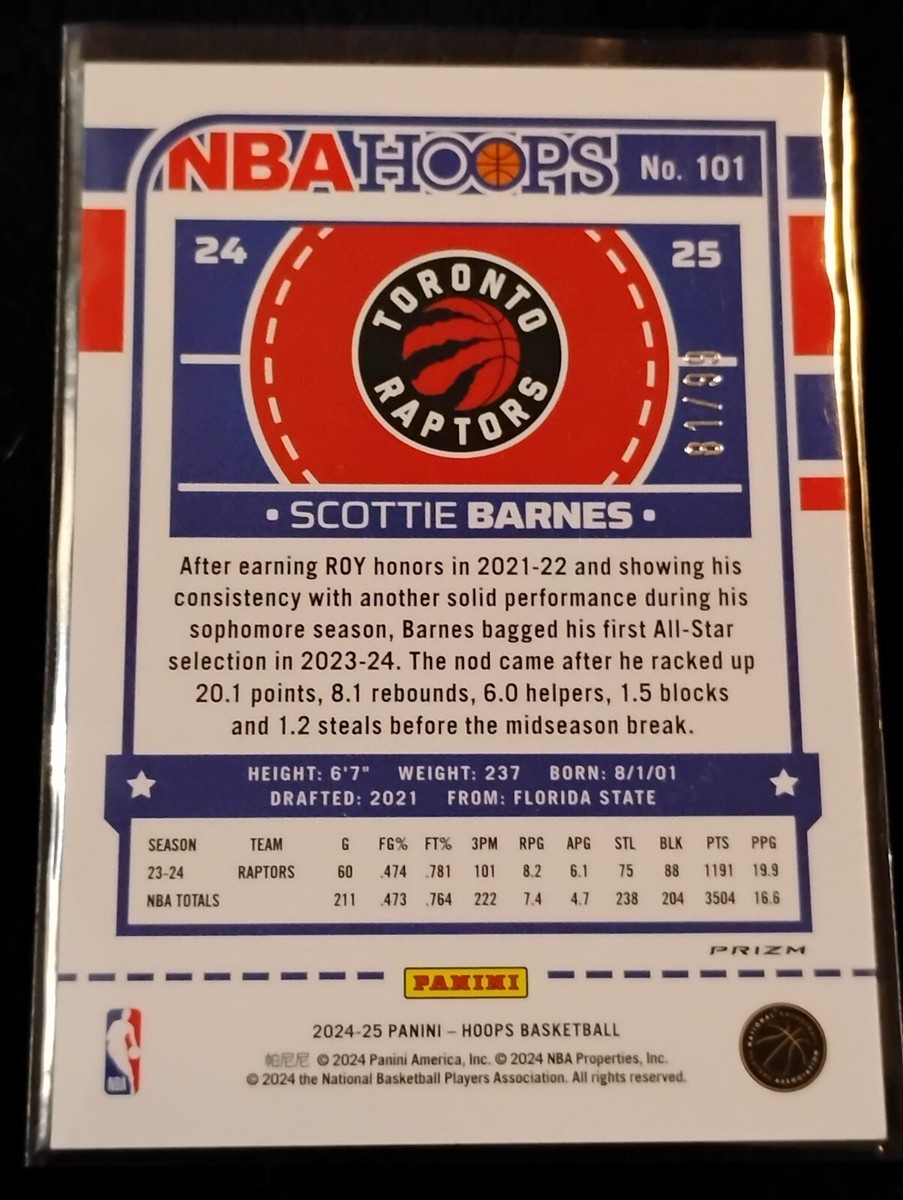 NBA HOOPS No. 101
24 25
TORONTO
RAPTORS
81/99
• SCOTTIE BARNES •
After earning ROY honors in 2021-22 and showing his
consistency with another solid performance during his
sophomore season, Barnes bagged his first All-Star
selection in 2023-24. The nod came after he racked up
20.1 points, 8.1 rebounds, 6.0 helpers, 1.5 blocks
and 1.2 steals before the midseason break.
HEIGHT: 6'7" WEIGHT: 237 BORN: 8/1/01
DRAFTED: 2021 FROM: FLORIDA STATE
SEASON TEAM G FG% FT% 3PM RPG APG STL BLK PTS PPG
23-24 RAPTORS 60 .474 .781 101 8.2 6.1 75 88 1191 19.9
NBA TOTALS 211 .473 .764 222 7.4 4.7 238 204 3504 16.6
PRIZM
PANINI
2024-25 PANINI – HOOPS BASKETBALL
帕尼尼 © 2024 Panini America, Inc. © 2024 NBA Properties, Inc.
© 2024 the National Basketball Players Association. All rights reserved.
NBA